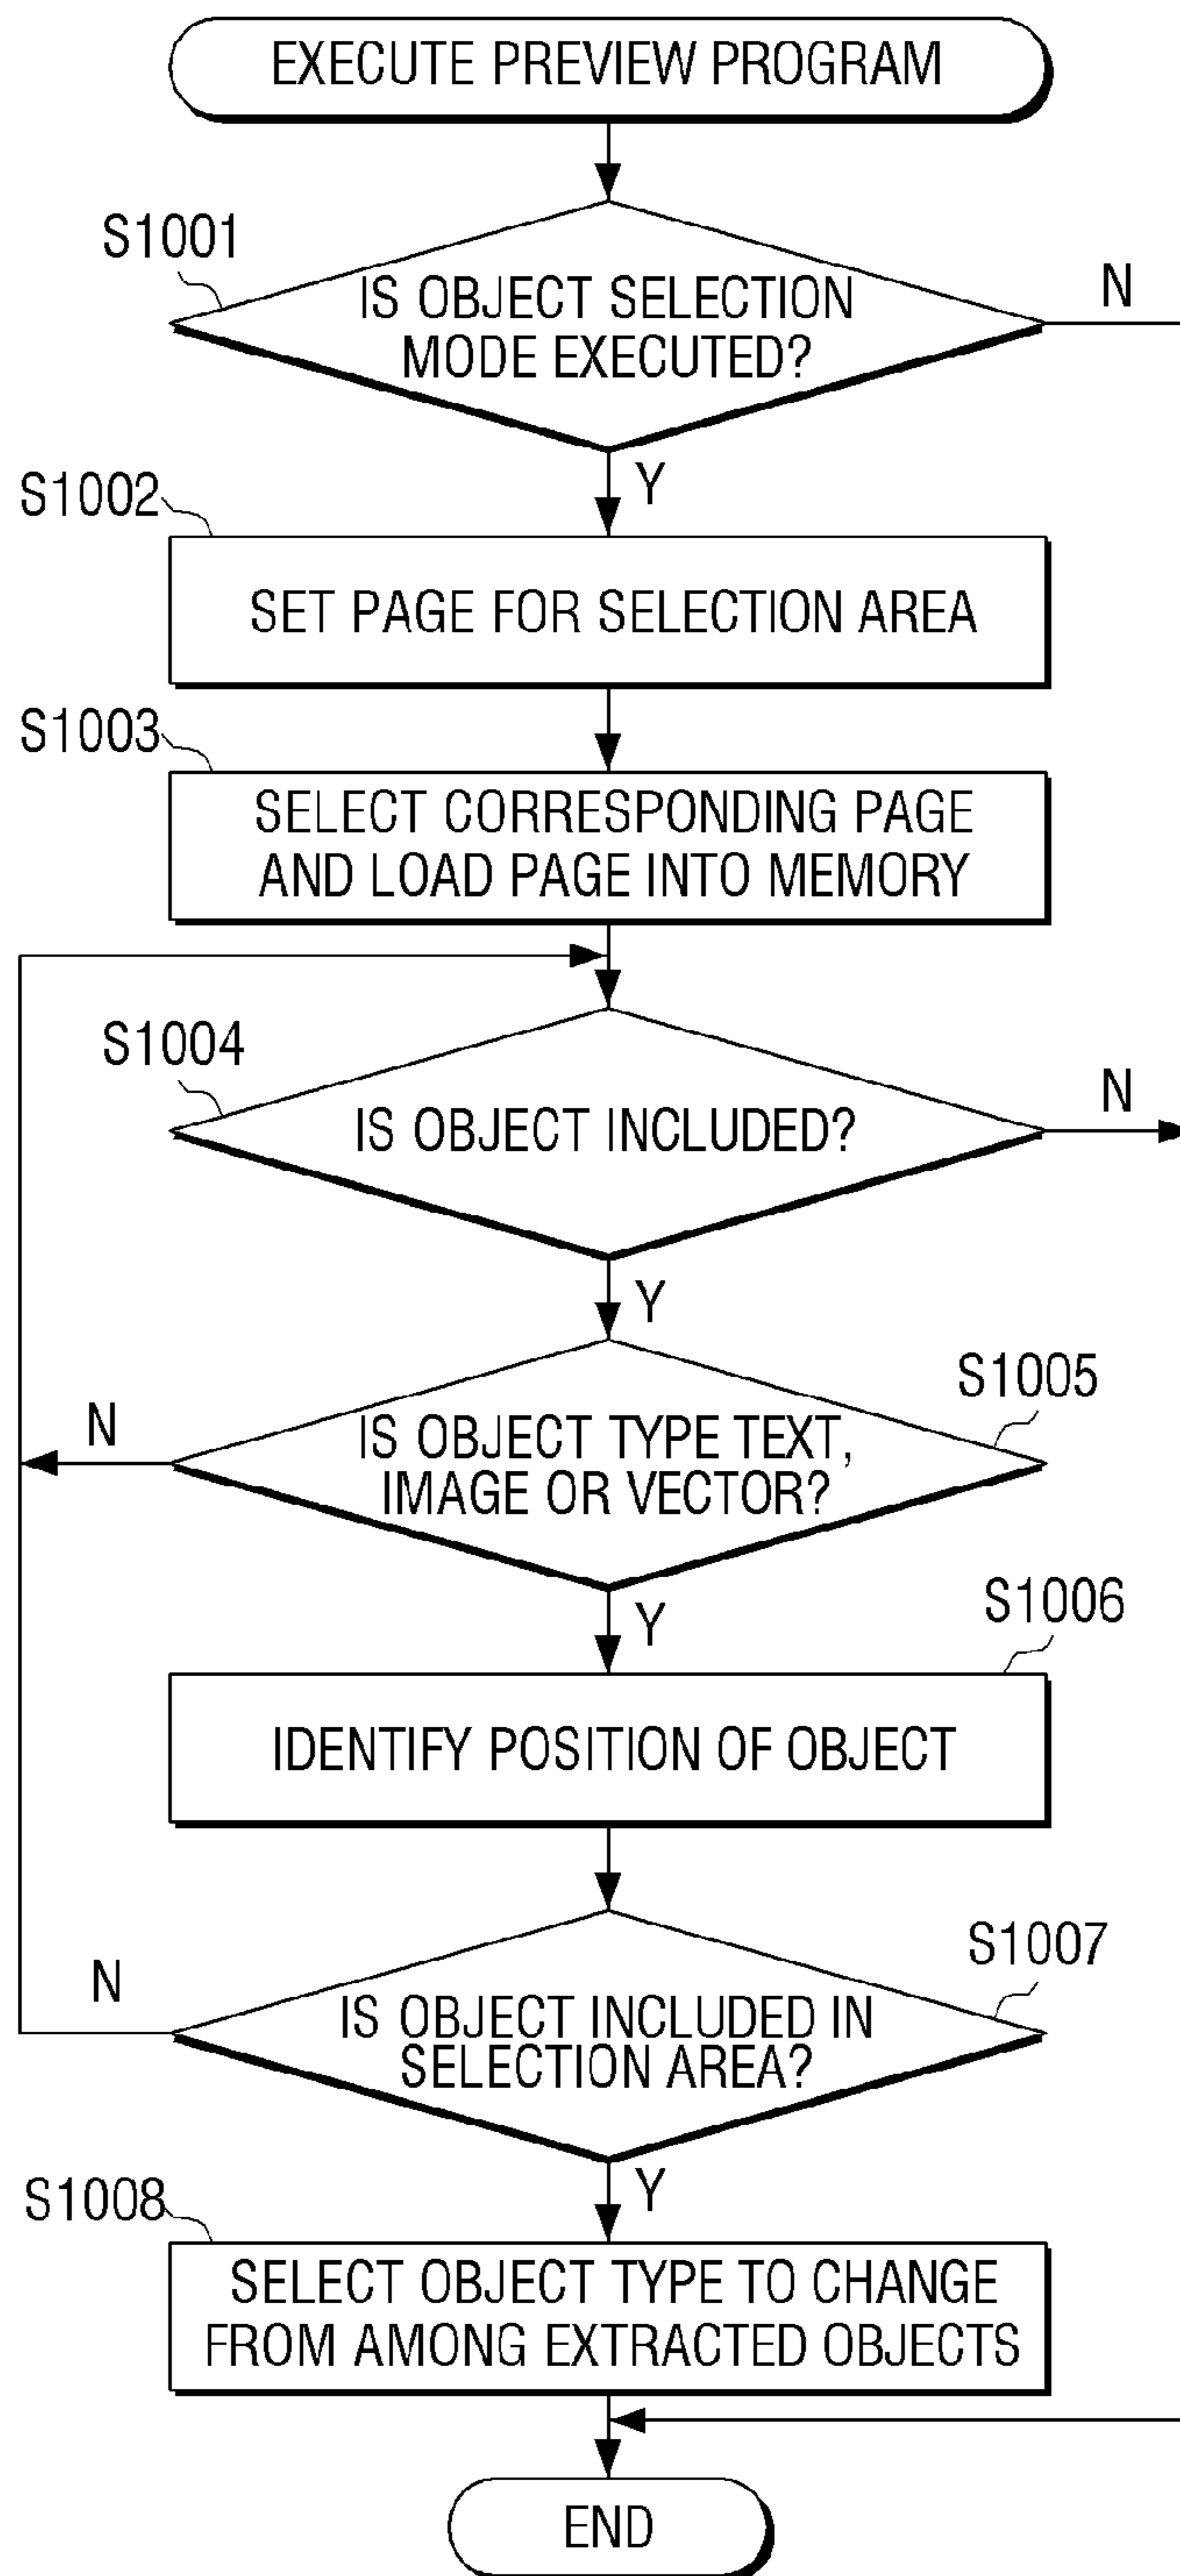 EXECUTE PREVIEW PROGRAM
S1001
IS OBJECT SELECTION
MODE EXECUTED?
N
Y
S1002
SET PAGE FOR SELECTION AREA
S1003
SELECT CORRESPONDING PAGE
AND LOAD PAGE INTO MEMORY
S1004
IS OBJECT INCLUDED?
N
Y
S1005
IS OBJECT TYPE TEXT,
IMAGE OR VECTOR?
N
Y
S1006
IDENTIFY POSITION OF OBJECT
S1007
IS OBJECT INCLUDED IN
SELECTION AREA?
N
Y
S1008
SELECT OBJECT TYPE TO CHANGE
FROM AMONG EXTRACTED OBJECTS
END